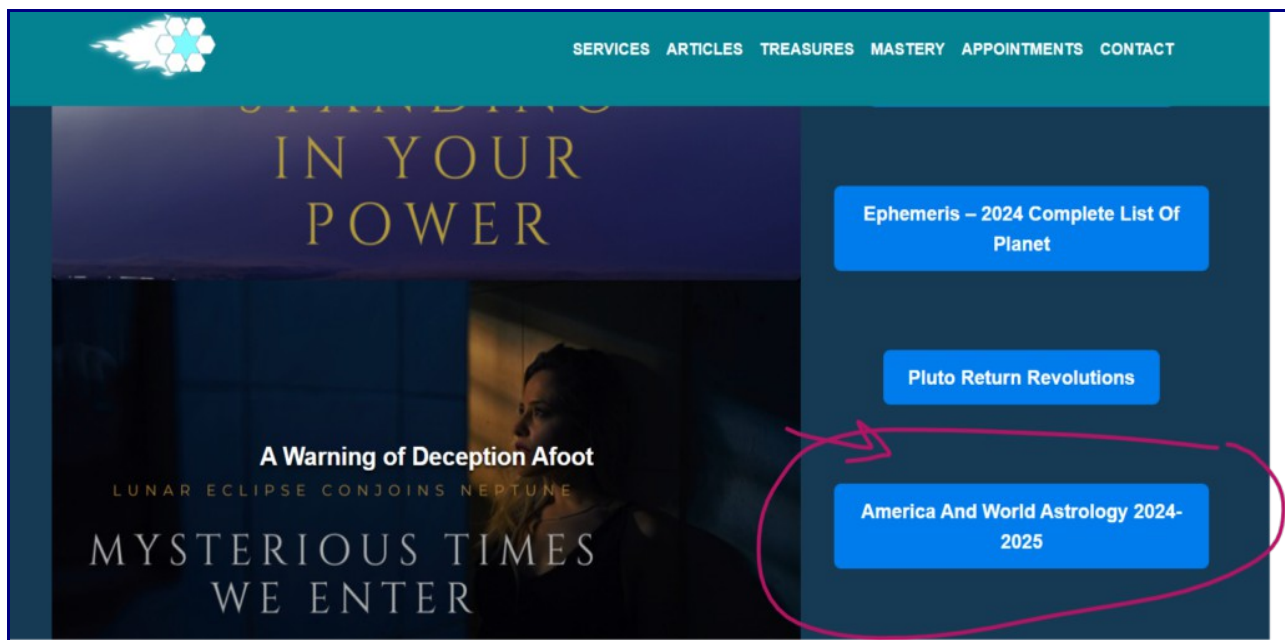 SERVICES ARTICLES TREASURES MASTERY APPOINTMENTS CONTACT
STANDING
IN YOUR
POWER
A Warning of Deception Afoot
LUNAR ECLIPSE CONJOINS NEPTUNE
MYSTERIOUS TIMES
WE ENTER
Ephemeris – 2024 Complete List Of
Planet
Pluto Return Revolutions
America And World Astrology 2024-
2025